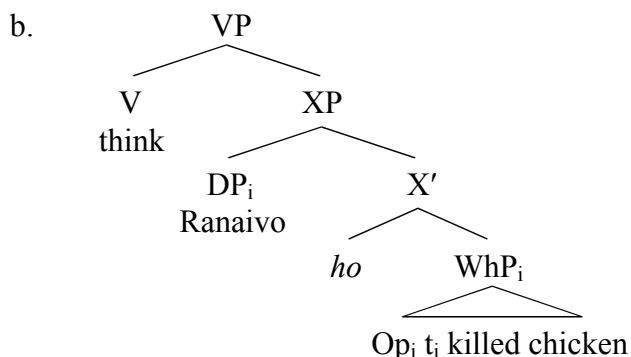 b. VP
V XP
think
DPi X′
Ranaivo
ho WhPi
Opi ti killed chicken